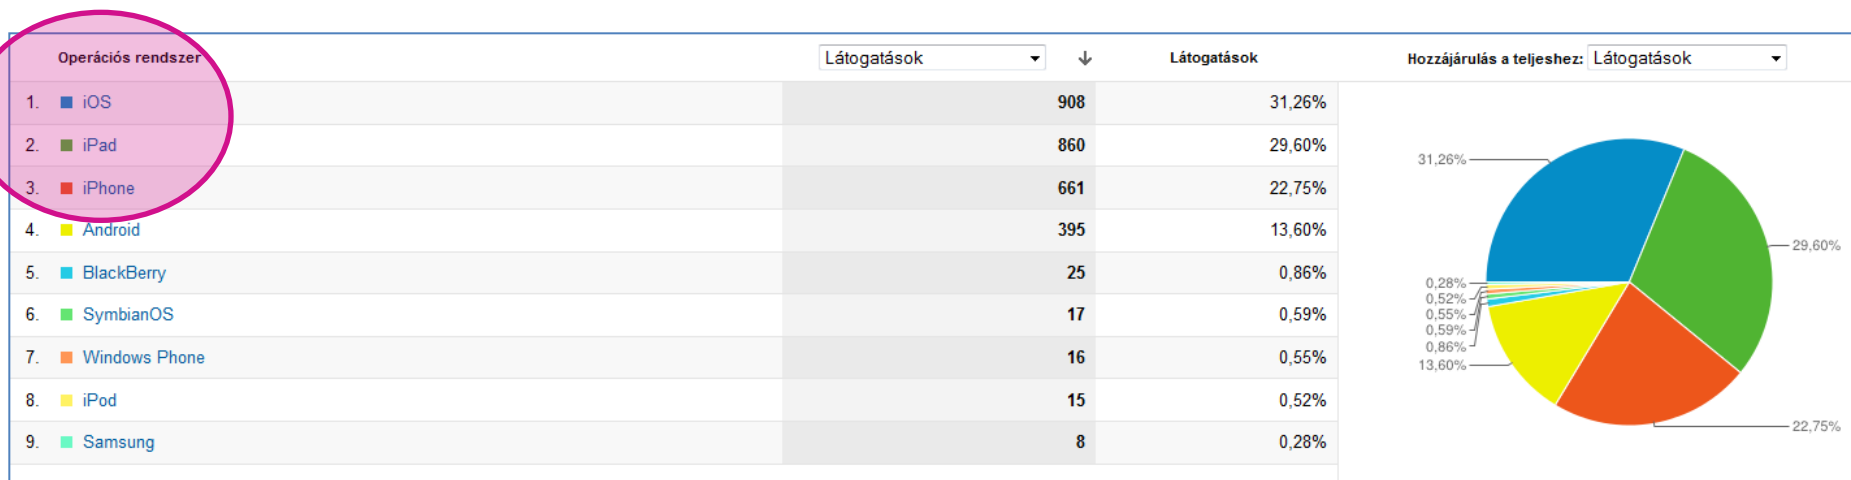 Operációs rendszer Látogatások Látogatások Hozzájárulás a teljeshez: Látogatások
1. iOS 908 31,26%
2. iPad 860 29,60%
3. iPhone 661 22,75%
4. Android 395 13,60%
5. BlackBerry 25 0,86%
6. SymbianOS 17 0,59%
7. Windows Phone 16 0,55%
8. iPod 15 0,52%
9. Samsung 8 0,28%
31,26%
29,60%
0,28%
0,52%
0,55%
0,59%
0,86%
13,60%
22,75%